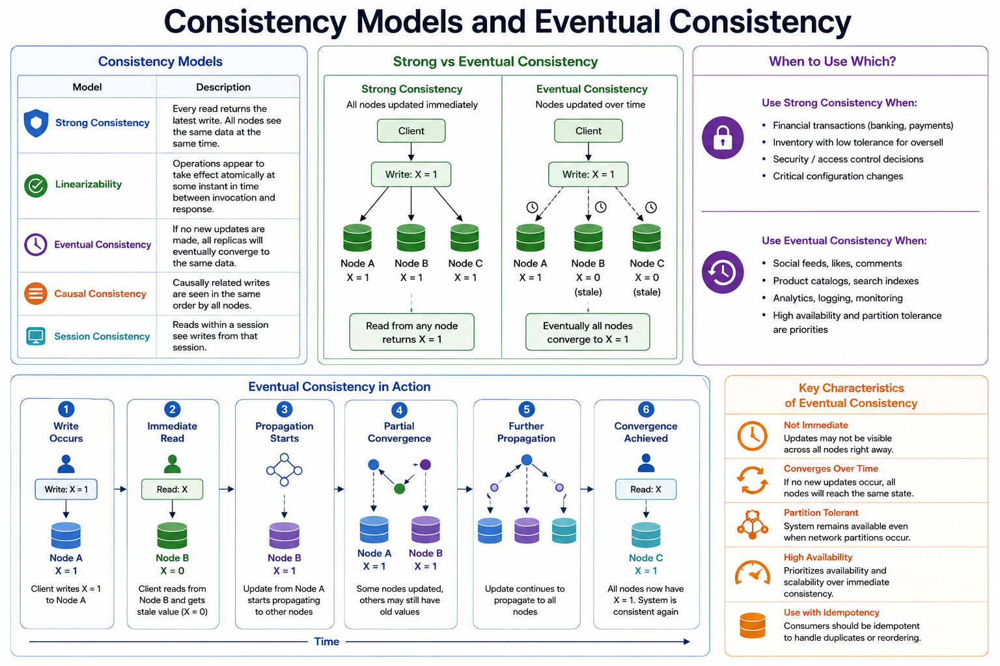 Consistency Models and Eventual Consistency
Consistency Models
Model
Description
Strong Consistency
Every read returns the
latest write. All nodes see
the same data at the
same time.
Linearizability
Operations appear to
take effect atomically at
some instant in time
between invocation and
response.
Eventual Consistency
If no new updates are
made, all replicas will
eventually converge to
the same data.
Causal Consistency
Causally related writes
are seen in the same
order by all nodes.
Session Consistency
Reads within a session
see writes from that
session.
Strong vs Eventual Consistency
Strong Consistency
All nodes updated immediately
Client
Write: X = 1
Node A
X = 1
Node B
X = 1
Node C
X = 1
Read from any node
returns X = 1
Eventual Consistency
Nodes updated over time
Client
Write: X = 1
Node A
X = 1
Node B
X = 0
(stale)
Node C
X = 0
(stale)
Eventually all nodes
converge to X = 1
When to Use Which?
Use Strong Consistency When:
• Financial transactions (banking, payments)
• Inventory with low tolerance for oversell
• Security / access control decisions
• Critical configuration changes
Use Eventual Consistency When:
• Social feeds, likes, comments
• Product catalogs, search indexes
• Analytics, logging, monitoring
• High availability and partition tolerance
are priorities
Eventual Consistency in Action
1
Write
Occurs
Write: X = 1
Node A
X = 1
Client writes X = 1
to Node A
2
Immediate
Read
Read: X
Node B
X = 0
Client reads from
Node B and gets
stale value (X = 0)
3
Propagation
Starts
Node B
X = 1
Update from Node A
starts propagating
to other nodes
4
Partial
Convergence
Node A
X = 1
Node B
X = 1
Some nodes updated,
others may still have
old values
5
Further
Propagation
Update continues to
propagate to all
nodes
6
Convergence
Achieved
Read: X
Node C
X = 1
All nodes now have
X = 1. System is
consistent again
Time
Key Characteristics
of Eventual Consistency
Not Immediate
Updates may not be visible
across all nodes right away.
Converges Over Time
If no new updates occur, all
nodes will reach the same state.
Partition Tolerant
System remains available even
when network partitions occur.
High Availability
Prioritizes availability and
scalability over immediate
consistency.
Use with Idempotency
Consumers should be idempotent
to handle duplicates or reordering.